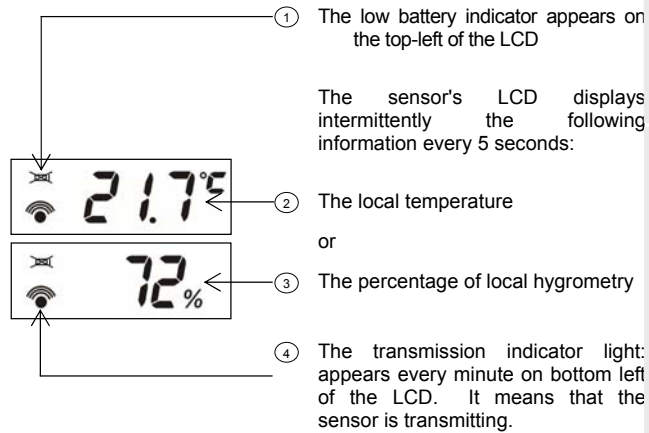 1 The low battery indicator appears on
the top-left of the LCD
The sensor's LCD displays
intermittently the following
information every 5 seconds:
21.7°C
2 The local temperature
or
72%
3 The percentage of local hygrometry
4 The transmission indicator light:
appears every minute on bottom left
of the LCD. It means that the
sensor is transmitting.